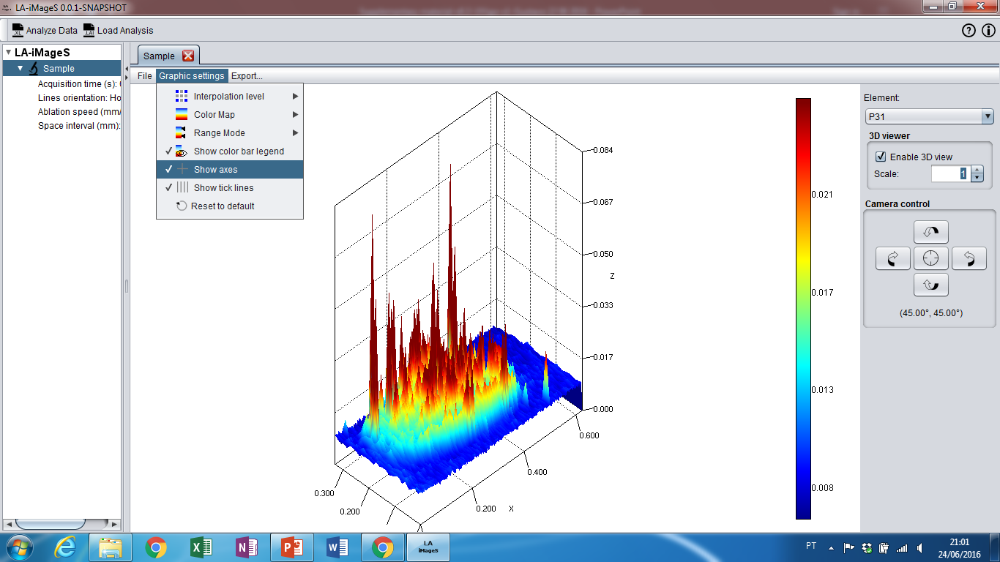 LA-iMageS 0.0.1-SNAPSHOT
Analyze Data
Load Analysis
LA-iMageS
Sample
Acquisition time (s):
Lines orientation: Ho
Ablation speed (mm/
Space interval (mm):
Sample
File Graphic settings Export...
Interpolation level
Color Map
Range Mode
Show color bar legend
Show axes
Show tick lines
Reset to default
0.084
0.067
0.050
Z
0.033
0.017
0.000
0.600
0.400
0.200
X
0.300
0.200
0.021
0.017
0.013
0.008
Element:
P31
3D viewer
Enable 3D view
Scale: 1
Camera control
(45.00°, 45.00°)
LA
iMageS
PT
21:01
24/06/2016